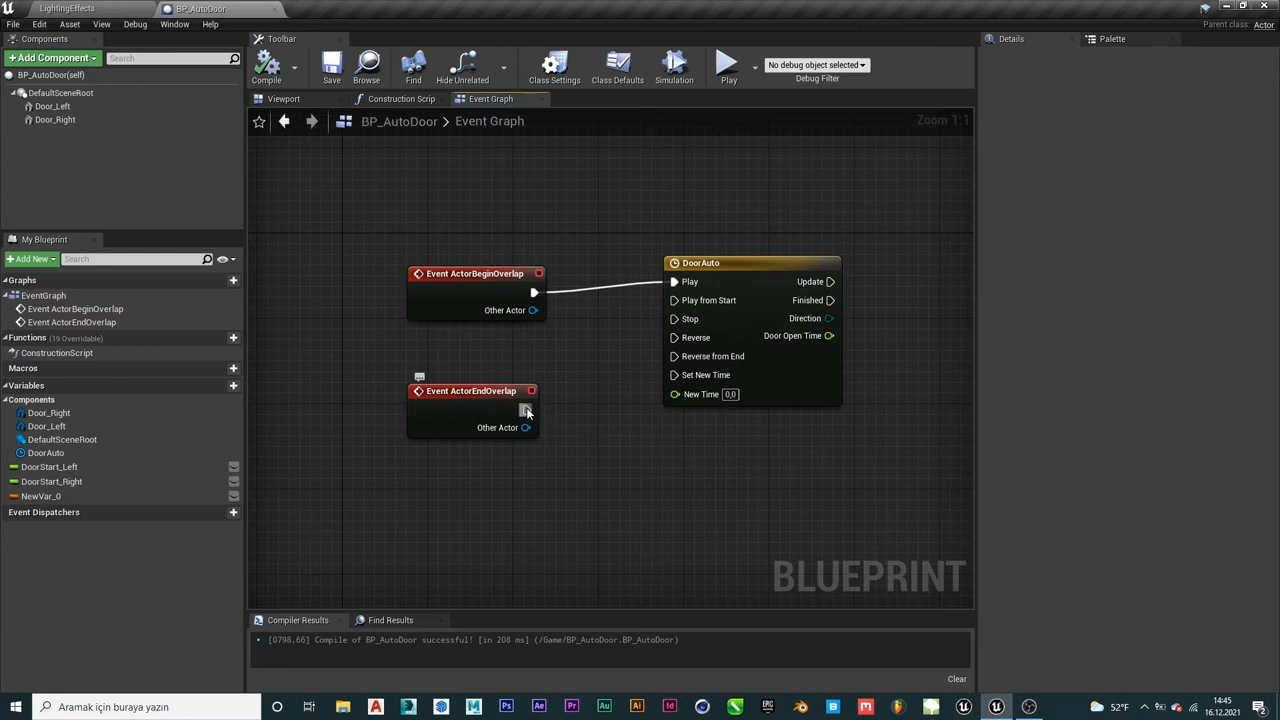 LightingEffects
BP_AutoDoor
File Edit Asset View Debug Window Help
Parent class: Actor
Components
+ Add Component
Search
BP_AutoDoor(self)
DefaultSceneRoot
Door_Left
Door_Right
My Blueprint
+ Add New
Search
Graphs
EventGraph
Event ActorBeginOverlap
Event ActorEndOverlap
Functions (19 Overridable)
ConstructionScript
Macros
Variables
Components
Door_Right
Door_Left
DefaultSceneRoot
DoorAuto
DoorStart_Left
DoorStart_Right
NewVar_0
Event Dispatchers
Toolbar
Compile
Save
Browse
Find
Hide Unrelated
Class Settings
Class Defaults
Simulation
Play
No debug object selected
Debug Filter
Viewport
Construction Scrip
Event Graph
BP_AutoDoor > Event Graph
Zoom 1:1
Event ActorBeginOverlap
Other Actor
Event ActorEndOverlap
Other Actor
DoorAuto
Play Update
Play from Start Finished
Stop Direction
Reverse Door Open Time
Reverse from End
Set New Time
New Time 0,0
BLUEPRINT
Compiler Results
Find Results
[0798.66] Compile of BP_AutoDoor successful! [in 208 ms] (/Game/BP_AutoDoor.BP_AutoDoor)
Clear
Details
Palette
Aramak için buraya yazın
52°F
14:45
16.12.2021